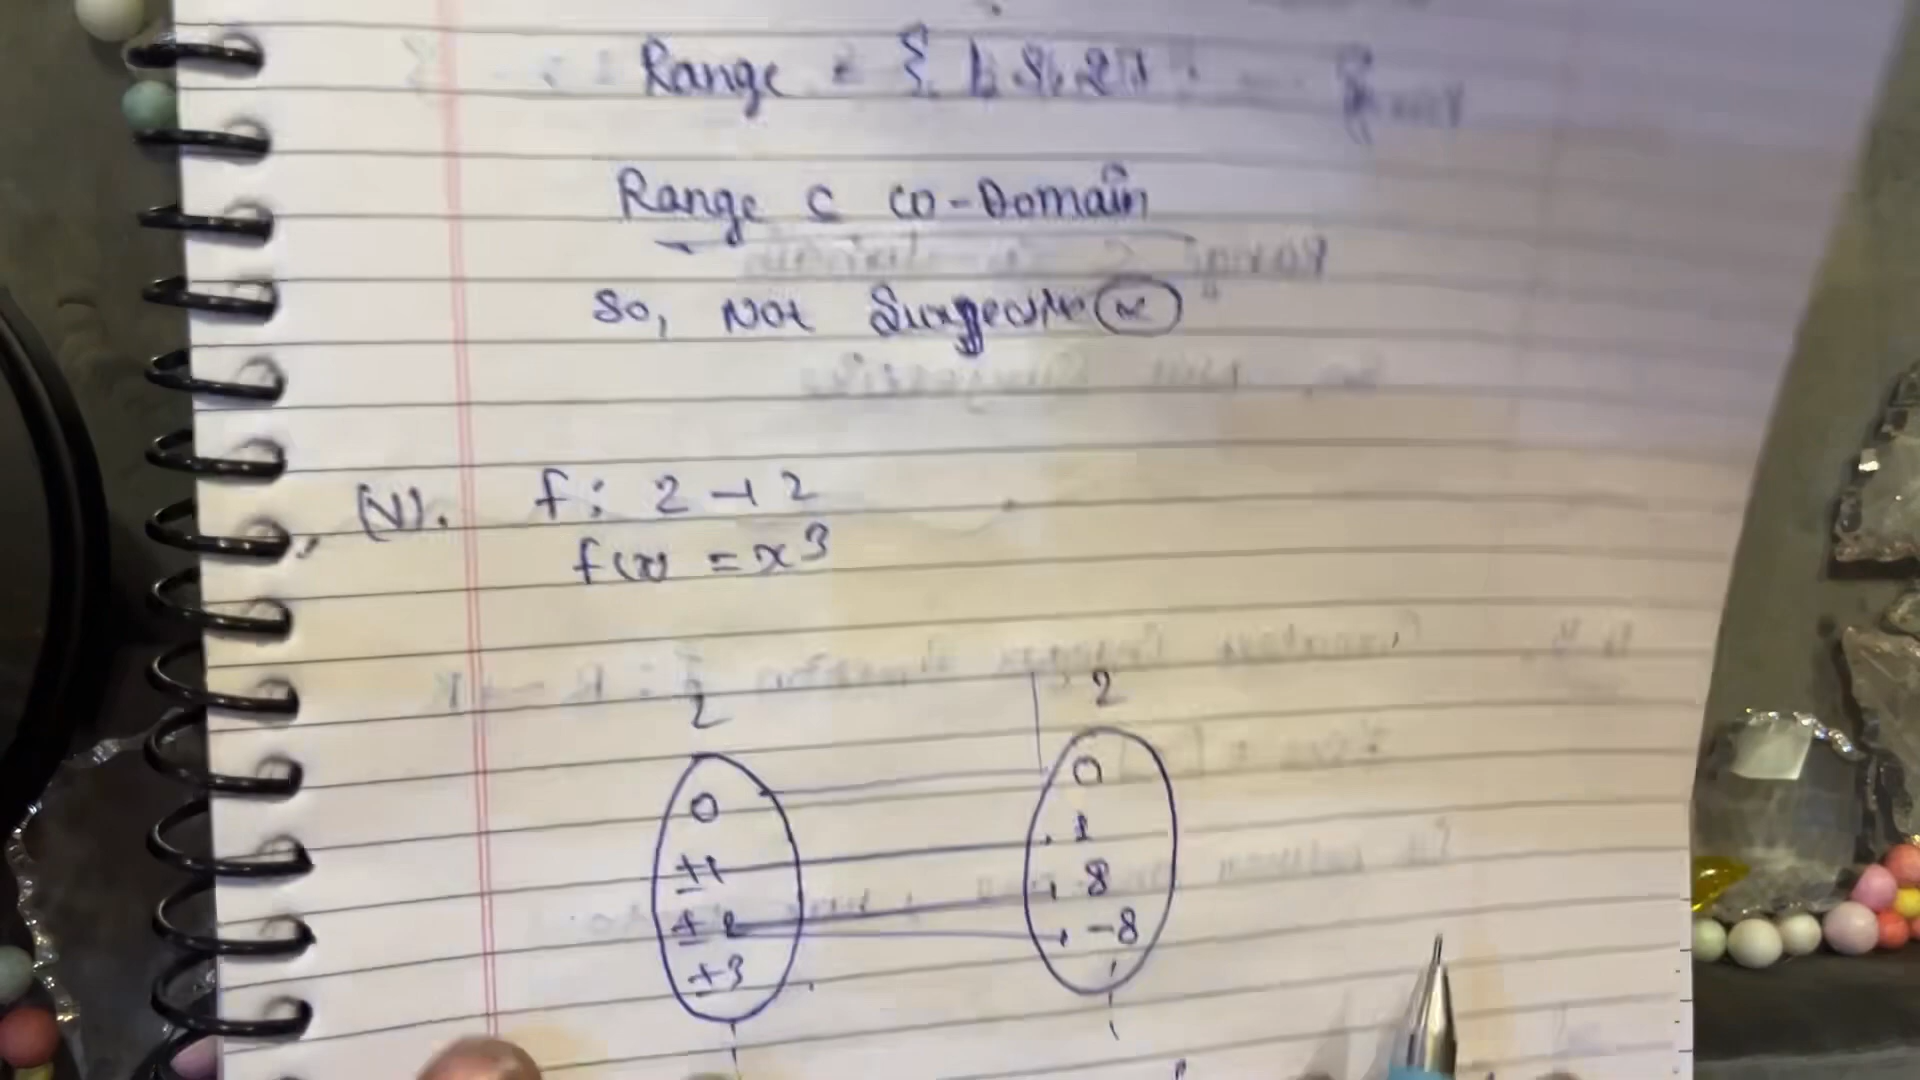 Range = { 1, 8, 27, ... }
Range ⊂ co-Domain
So, Not Surjective
(V). f: Z → Z
f(x) = x³
Z Z
0 0
±1 1
±2 8
±3 -8